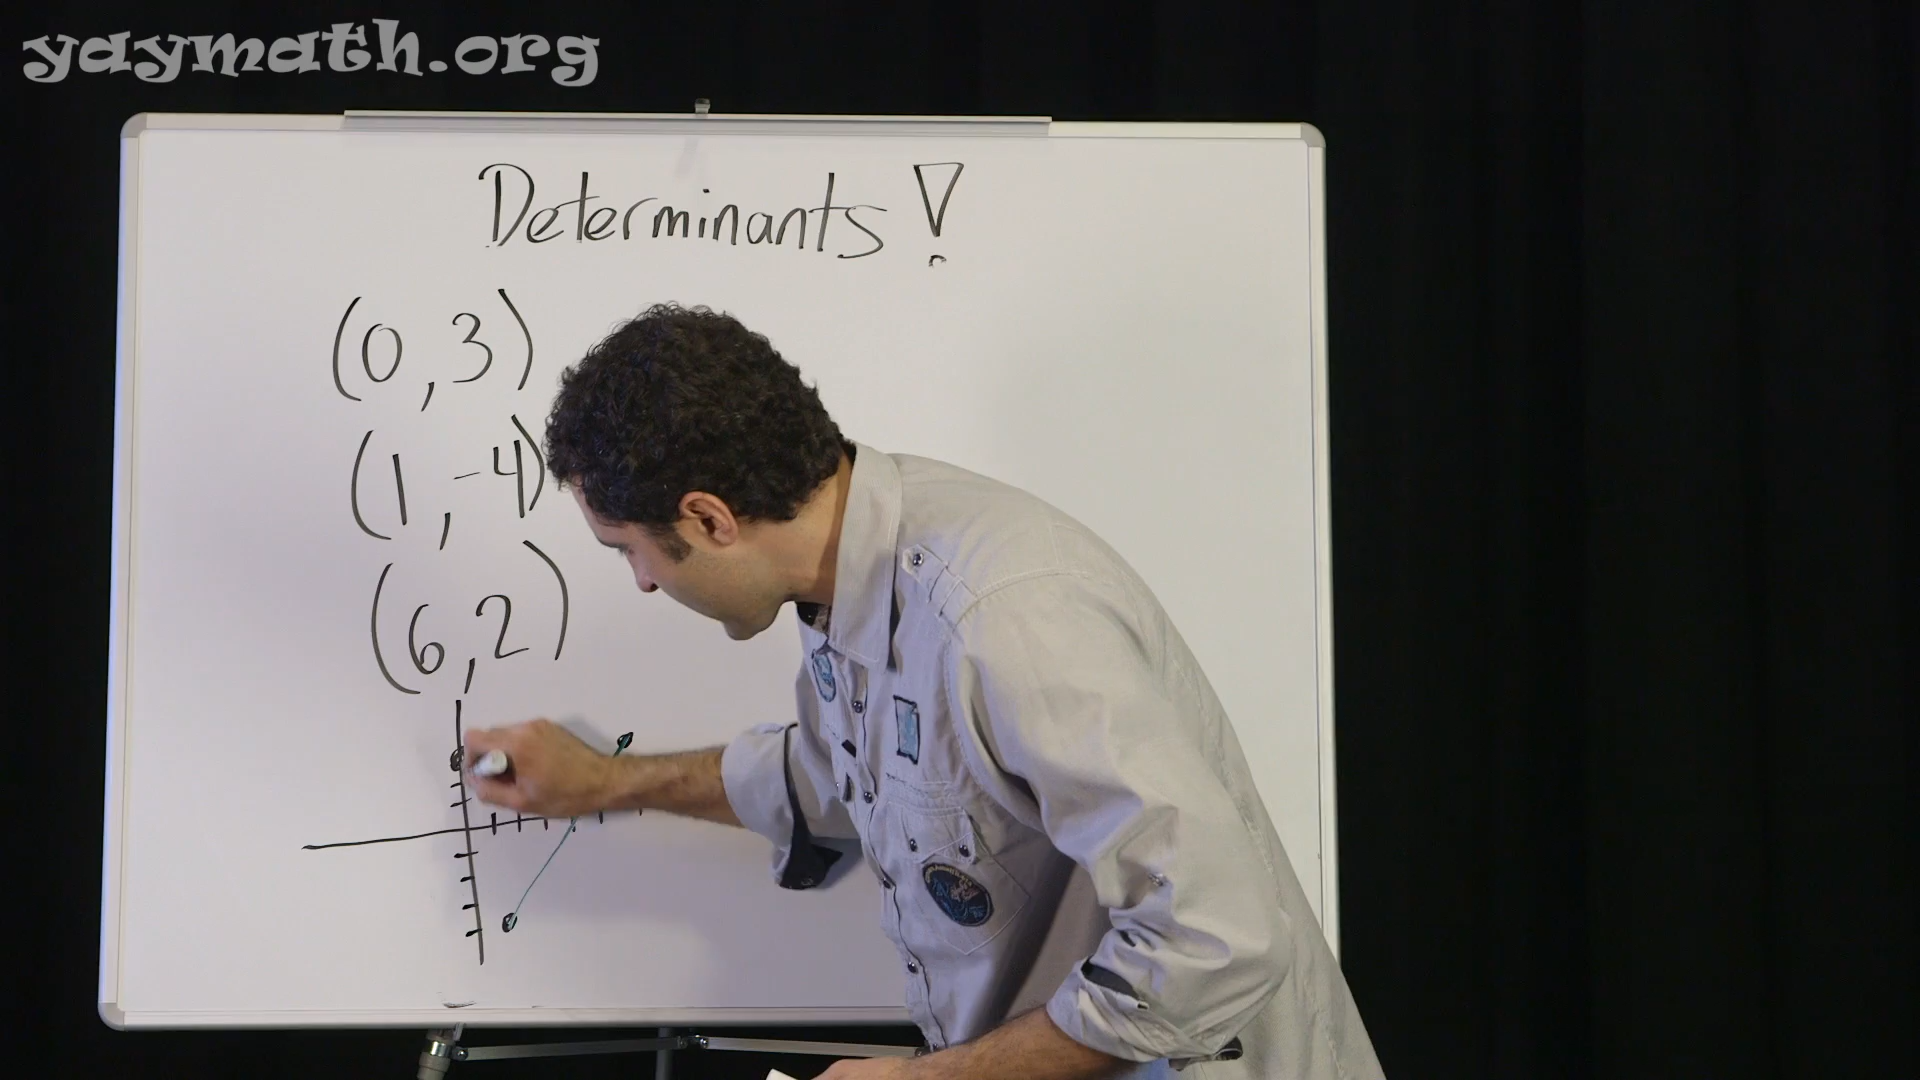 yaymath.org
Determinants!
(0,3)
(1,-4)
(6,2)